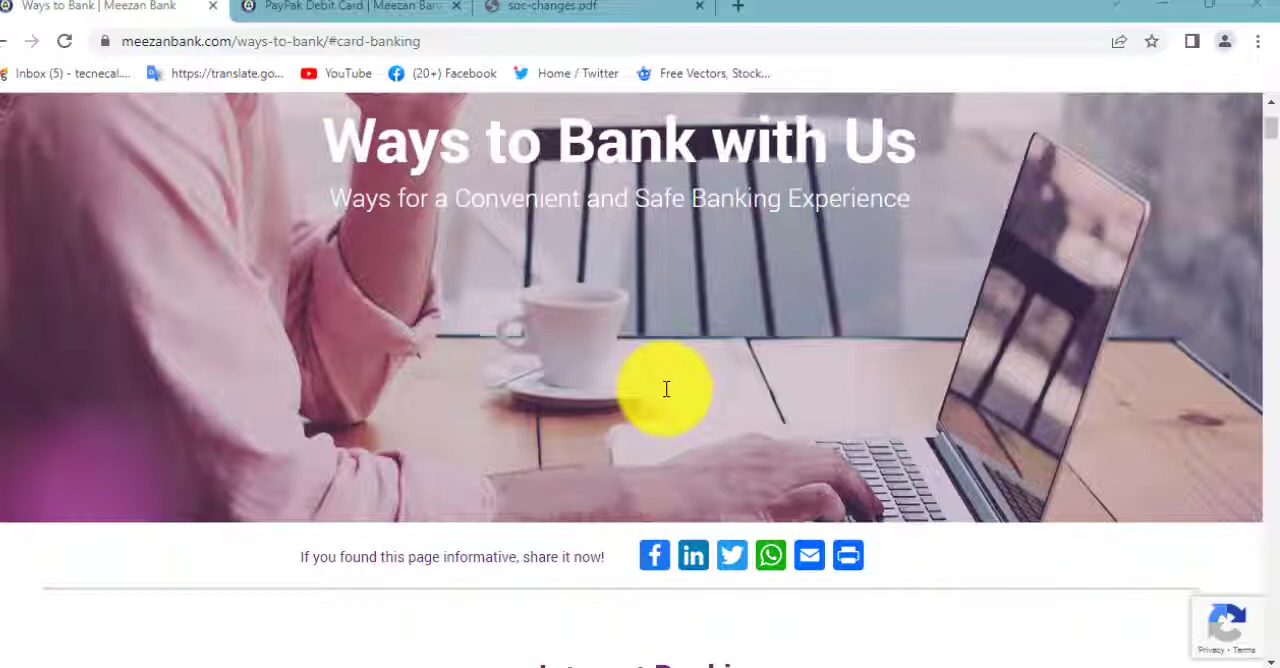 Ways to Bank | Meezan Bank
PayPak Debit Card | Meezan Ban
soc-changes.pdf
meezanbank.com/ways-to-bank/#card-banking
Inbox (5) - tecnecal....
https://translate.go...
YouTube
(20+) Facebook
Home / Twitter
Free Vectors, Stock...
Ways to Bank with Us
Ways for a Convenient and Safe Banking Experience
If you found this page informative, share it now!
Privacy - Terms